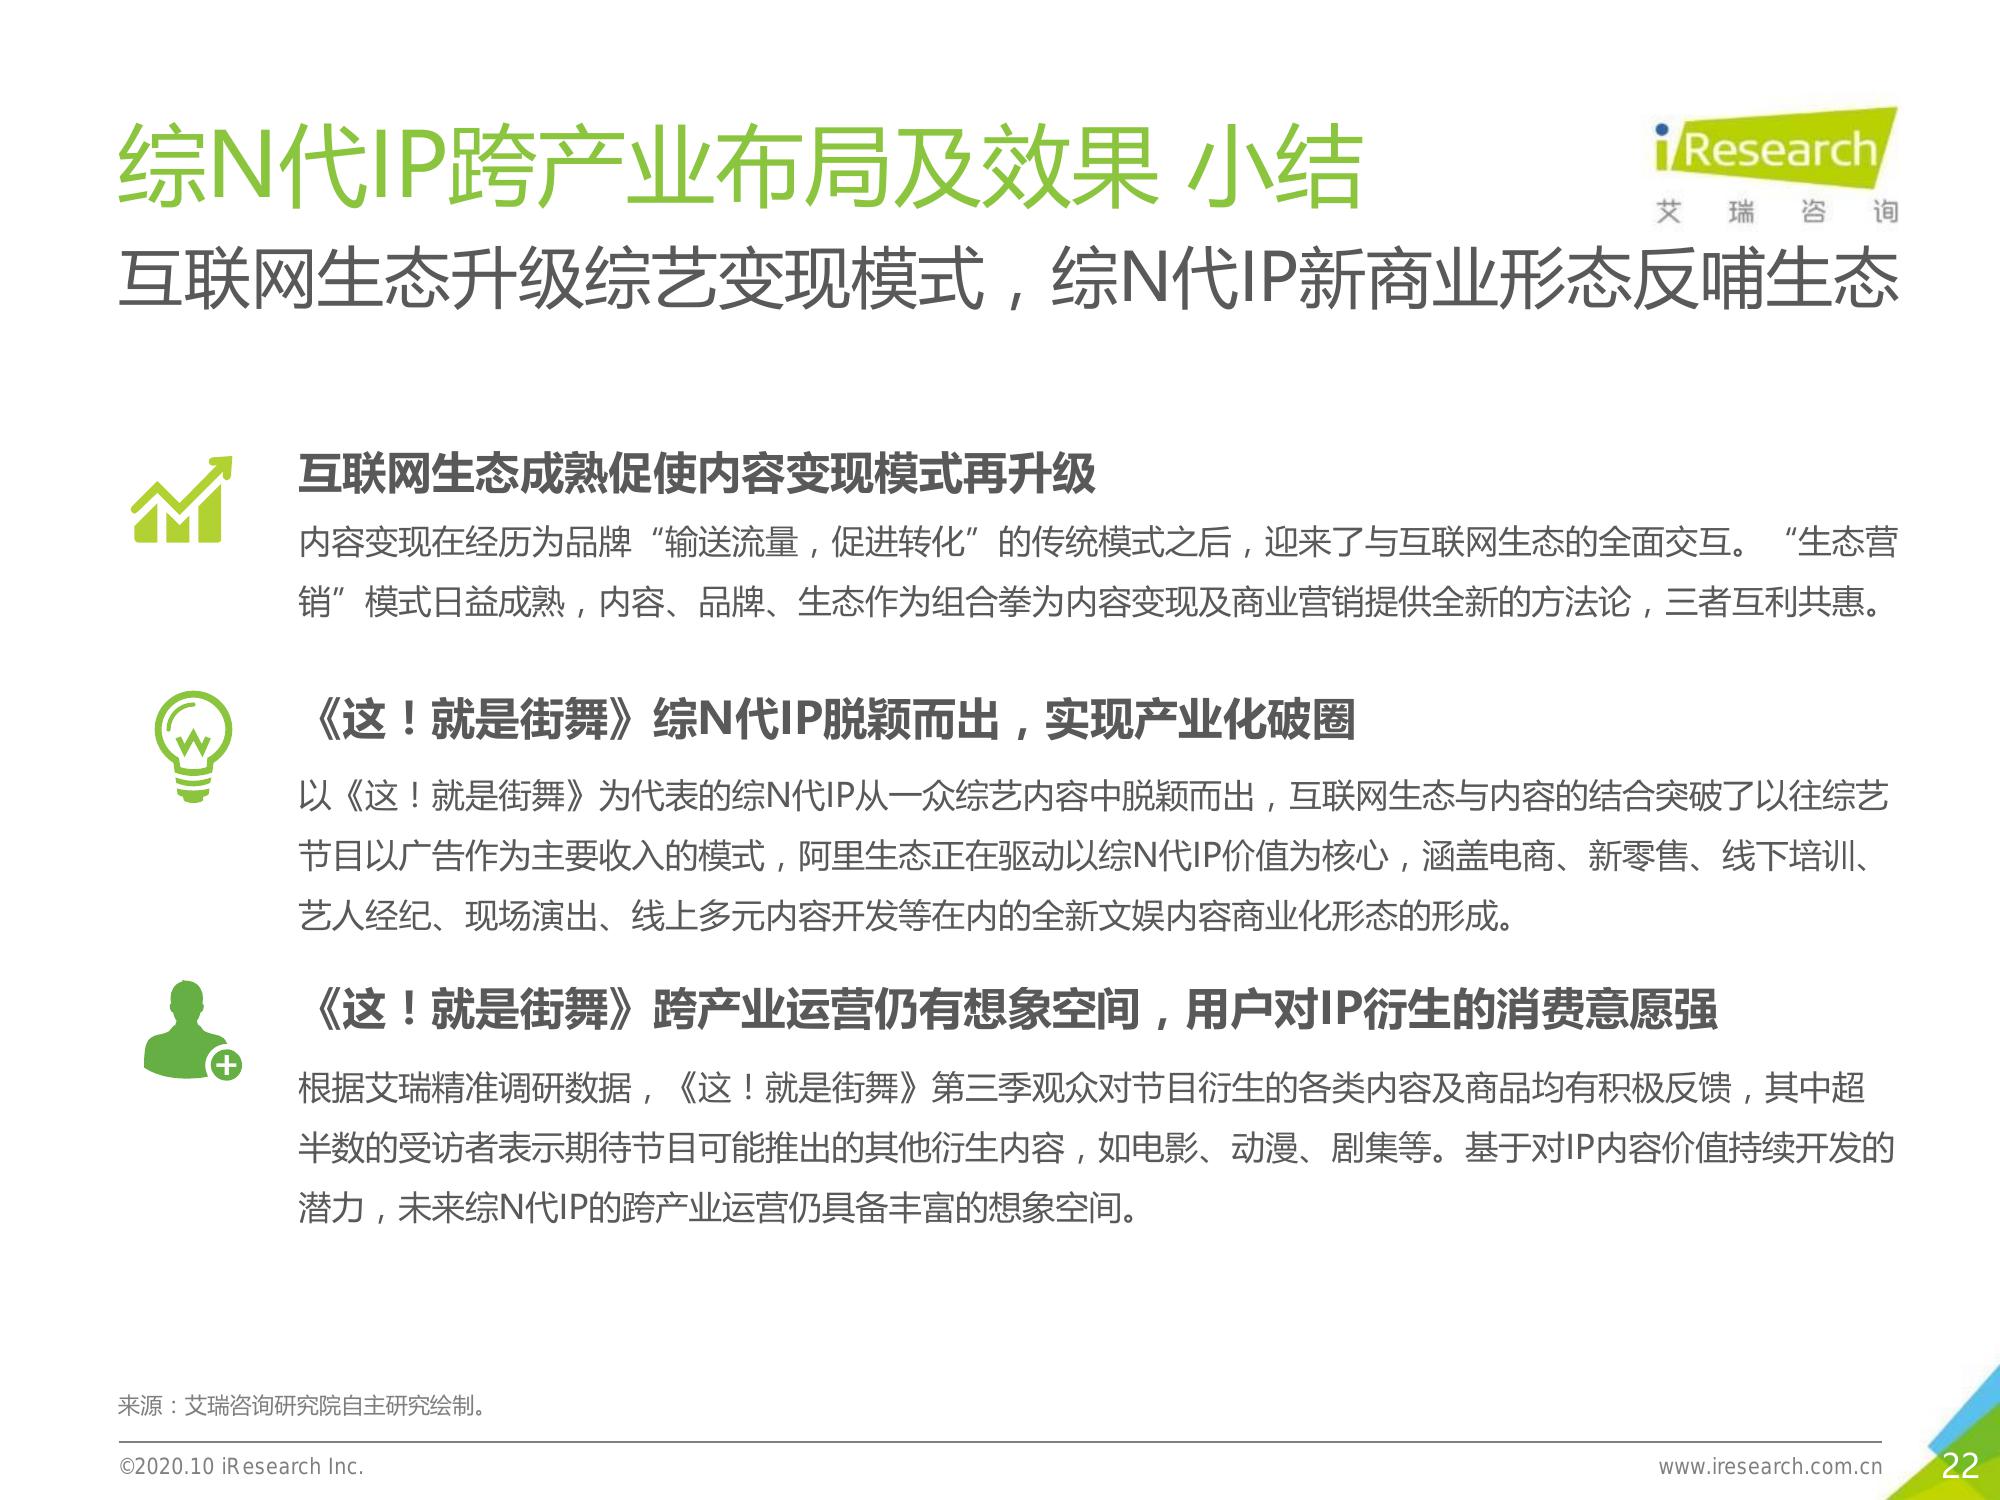 综N代IP跨产业布局及效果 小结
iResearch
艾瑞咨询
互联网生态升级综艺变现模式，综N代IP新商业形态反哺生态
互联网生态成熟促使内容变现模式再升级
内容变现在经历为品牌“输送流量，促进转化”的传统模式之后，迎来了与互联网生态的全面交互。 “生态营
销”模式日益成熟，内容、品牌、生态作为组合拳为内容变现及商业营销提供全新的方法论，三者互利共惠。
《这！就是街舞》综N代IP脱颖而出，实现产业化破圈
以《这！就是街舞》为代表的综N代IP从一众综艺内容中脱颖而出，互联网生态与内容的结合突破了以往综艺
节目以广告作为主要收入的模式，阿里生态正在驱动以综N代IP价值为核心，涵盖电商、新零售、线下培训、
艺人经纪、现场演出、线上多元内容开发等在内的全新文娱内容商业化形态的形成。
《这！就是街舞》跨产业运营仍有想象空间，用户对IP衍生的消费意愿强
根据艾瑞精准调研数据，《这！就是街舞》第三季观众对节目衍生的各类内容及商品均有积极反馈，其中超
半数的受访者表示期待节目可能推出的其他衍生内容，如电影、动漫、剧集等。基于对IP内容价值持续开发的
潜力，未来综N代IP的跨产业运营仍具备丰富的想象空间。
来源：艾瑞咨询研究院自主研究绘制。
©2020.10 iResearch Inc.
www.iresearch.com.cn
22